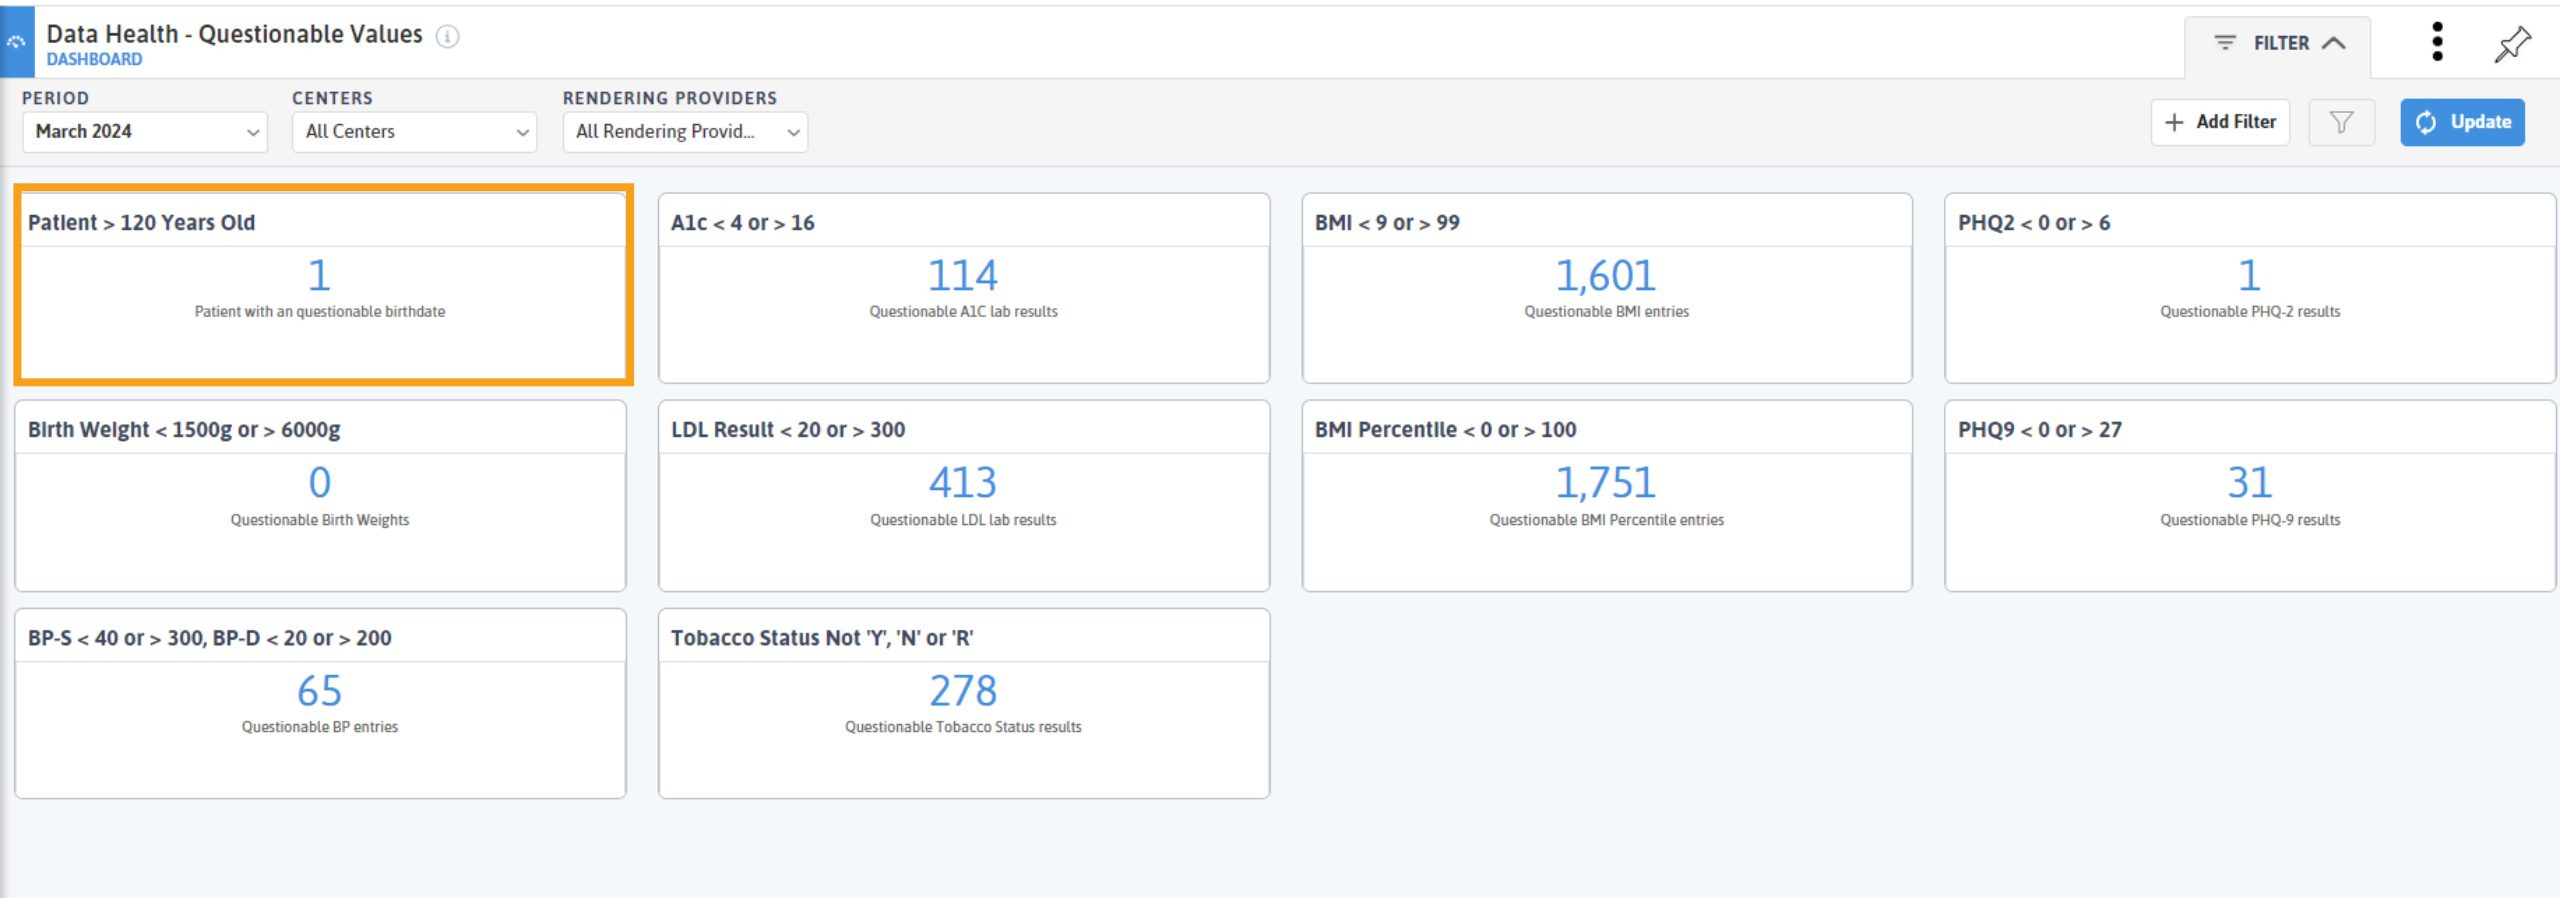 Data Health - Questionable Values
DASHBOARD
FILTER
PERIOD
CENTERS
RENDERING PROVIDERS
March 2024
All Centers
All Rendering Provid...
Add Filter
Update
Patient > 120 Years Old
1
Patient with an questionable birthdate
A1c < 4 or > 16
114
Questionable A1C lab results
BMI < 9 or > 99
1,601
Questionable BMI entries
PHQ2 < 0 or > 6
1
Questionable PHQ-2 results
Birth Weight < 1500g or > 6000g
0
Questionable Birth Weights
LDL Result < 20 or > 300
413
Questionable LDL lab results
BMI Percentile < 0 or > 100
1,751
Questionable BMI Percentile entries
PHQ9 < 0 or > 27
31
Questionable PHQ-9 results
BP-S < 40 or > 300, BP-D < 20 or > 200
65
Questionable BP entries
Tobacco Status Not 'Y', 'N' or 'R'
278
Questionable Tobacco Status results